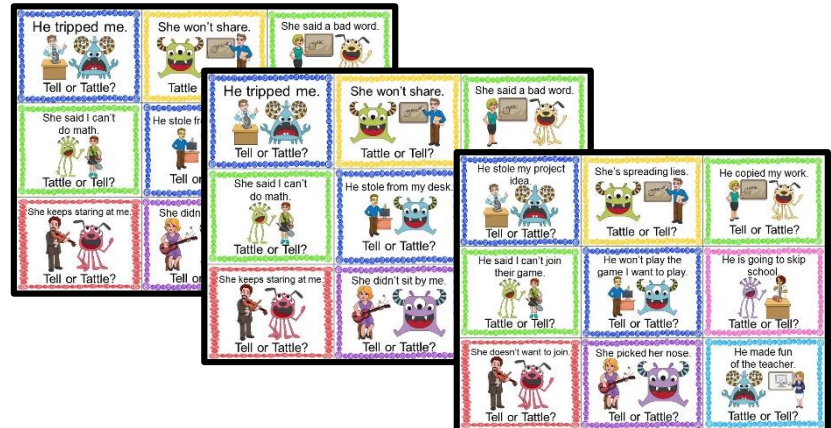 He tripped me.
Tell or Tattle?
She won't share.
Tattle
She said a bad word.
She said I can't
do math.
Tattle or Tell?
He stole
Tell or
She keeps staring at me.
Tell or Tattle?
She
Tell or
He tripped me.
Tell or Tattle?
She won't share.
Tattle or Tell?
She said a bad word.
She said I can't
do math.
Tattle or Tell?
He stole from my desk.
Tell or Tattle?
She keeps staring at me.
Tell or Tattle?
She didn't sit by me.
Tell or Tattle?
He stole my project
idea.
Tell or Tattle?
She's spreading lies.
Tattle or Tell?
He copied my work.
Tell or Tattle?
He said I can't join
their game.
Tattle or Tell?
He won't play the
game I want to play.
Tell or Tattle?
He is going to skip
school.
Tattle or Tell?
She doesn't want to join.
Tell or Tattle?
She picked her nose.
Tell or Tattle?
He made fun
of the teacher.
Tattle or Tell?